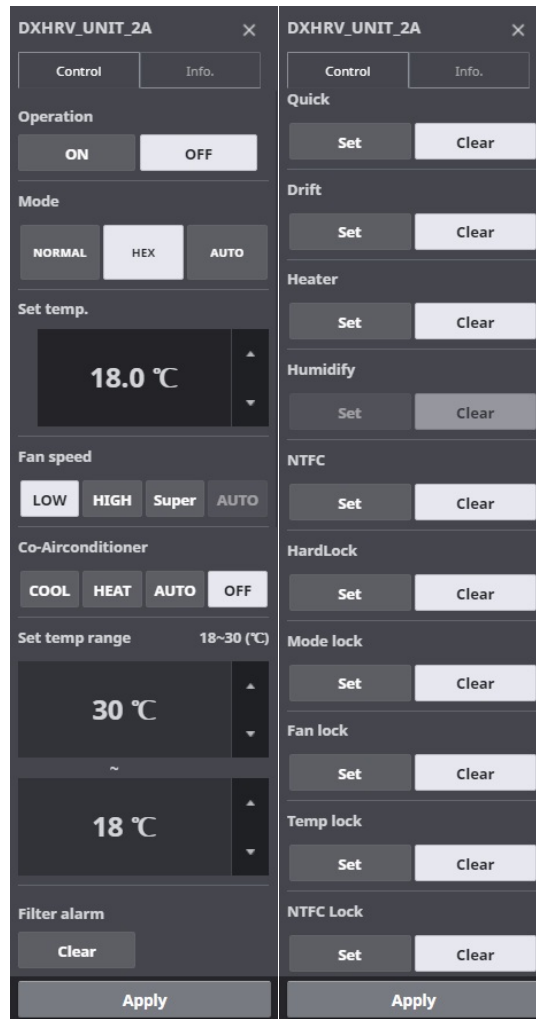 DXHRV_UNIT_2A ×
Control Info.
Operation
ON OFF
Mode
NORMAL HEX AUTO
Set temp.
18.0 ℃
Fan speed
LOW HIGH Super AUTO
Co-Airconditioner
COOL HEAT AUTO OFF
Set temp range 18~30 (℃)
30 ℃
~
18 ℃
Filter alarm
Clear
Apply
DXHRV_UNIT_2A ×
Control Info.
Quick
Set Clear
Drift
Set Clear
Heater
Set Clear
Humidify
Set Clear
NTFC
Set Clear
HardLock
Set Clear
Mode lock
Set Clear
Fan lock
Set Clear
Temp lock
Set Clear
NTFC Lock
Set Clear
Apply